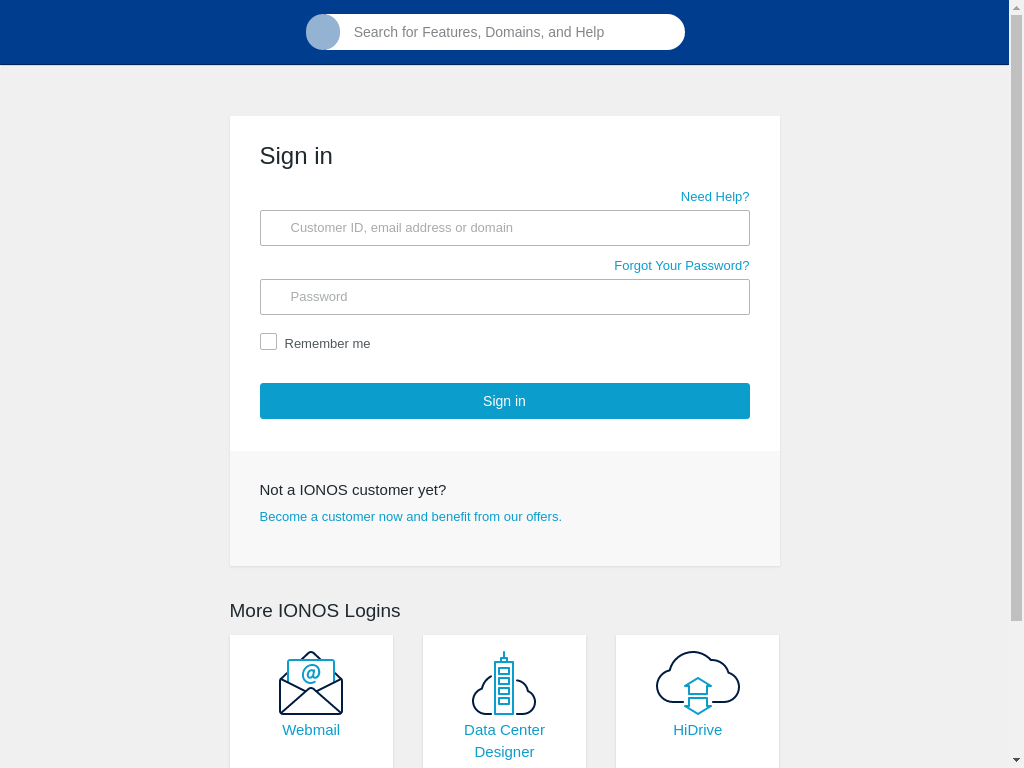 Search for Features, Domains, and Help
Sign in
Need Help?
Customer ID, email address or domain
Forgot Your Password?
Password
Remember me
Sign in
Not a IONOS customer yet?
Become a customer now and benefit from our offers.
More IONOS Logins
@
Webmail
Data Center
Designer
HiDrive